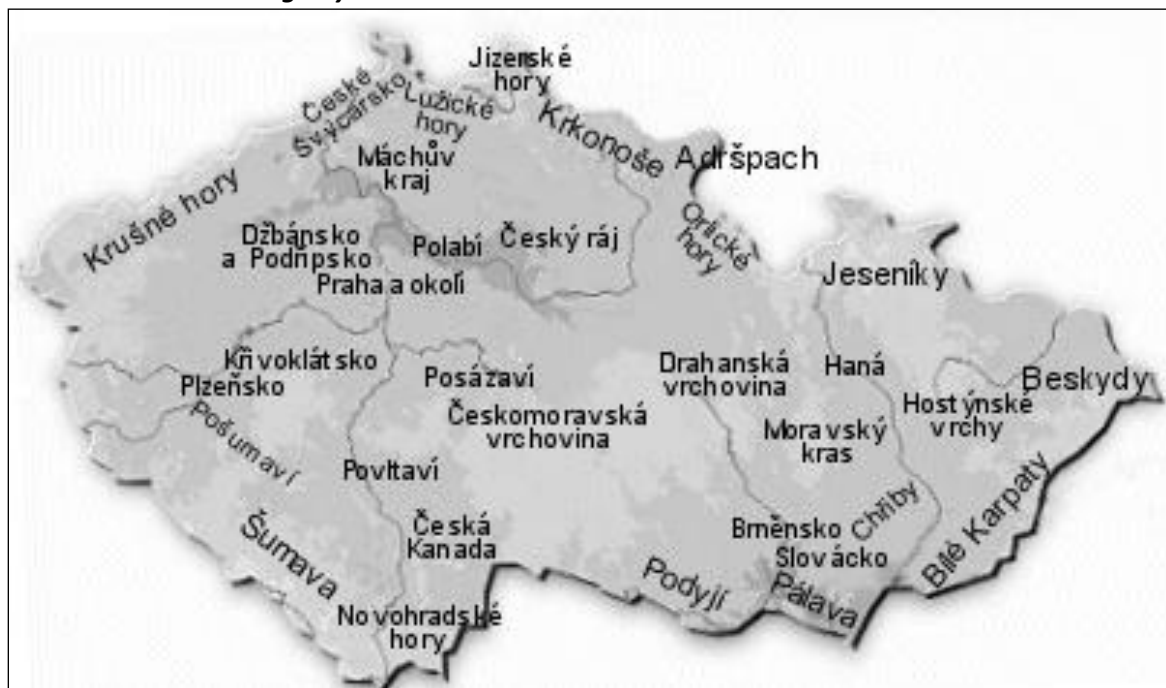 Jizerské
hory
České
Švýcarsko
Lužické
hory
Krkonoše
Adršpach
Máchův
kraj
Krušné hory
Orlické
hory
Džbánsko
a Podřipsko
Polabí
Český ráj
Praha a okolí
Jeseníky
Křivoklátsko
Plzeňsko
Posázaví
Drahanská
vrchovina
Haná
Beskydy
Hostýnské
vrchy
Pošumaví
Českomoravská
vrchovina
Moravský
kras
Povltaví
Šumava
Česká
Kanada
Brněnsko
Chřiby
Slovácko
Bílé Karpaty
Podyjí
Pálava
Novohradské
hory